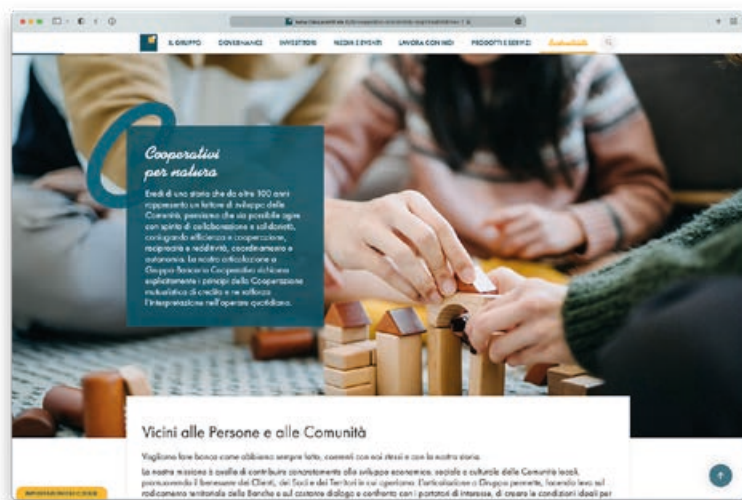 IL GRUPPO GOVERNANCE INVESTITORI MEDIA E EVENTI LAVORA CON NOI PRODOTTI E SERVIZI Sostenibilità
Cooperativi
per natura
Eredi di una storia che da oltre 100 anni
rappresenta un fattore di sviluppo delle
Comunità, pensiamo che sia possibile agire
con spirito di collaborazione e solidarietà,
coniugando efficienza e cooperazione,
reciprocità e redditività, coordinamento e
autonomia. La nostra articolazione a
Gruppo Bancario Cooperativo richiama
esplicitamente i principi della Cooperazione
mutualistica di credito e ne rafforza
l'interpretazione nell'operare quotidiano.
Vicini alle Persone e alle Comunità
Vogliamo fare banca come abbiamo sempre fatto, coerenti con noi stessi e con la nostra storia.
La nostra missione è quella di contribuire concretamente allo sviluppo economico, sociale e culturale delle Comunità locali,
promuovendo il benessere dei Clienti, dei Soci e dei Territori in cui operiamo. L'articolazione a Gruppo permette, facendo leva sul
radicamento territoriale delle Banche e sul costante dialogo e confronto con i portatori di interesse, di creare le condizioni ideali per